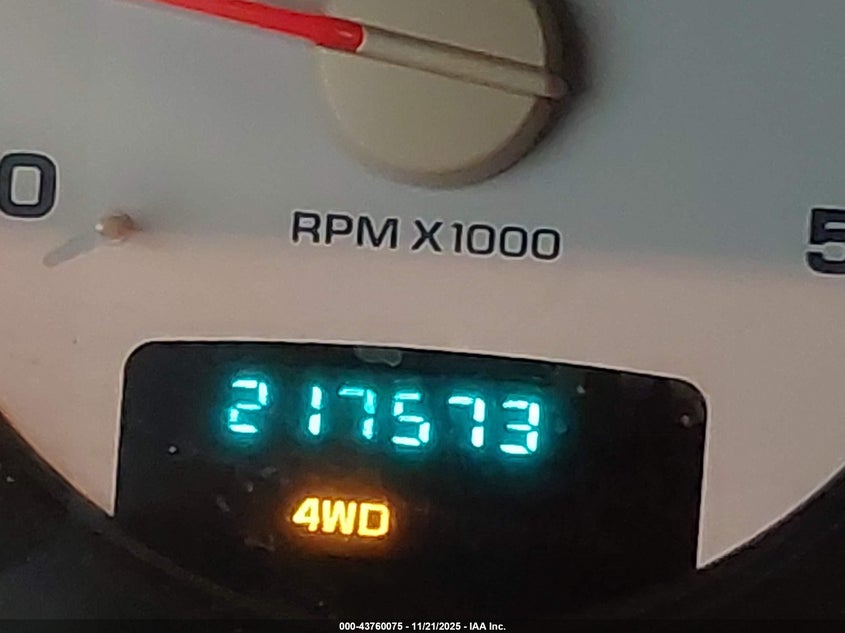 0
RPM X1000
5
217573
4WD
000-43760075 - 11/21/2025 - IAA Inc.